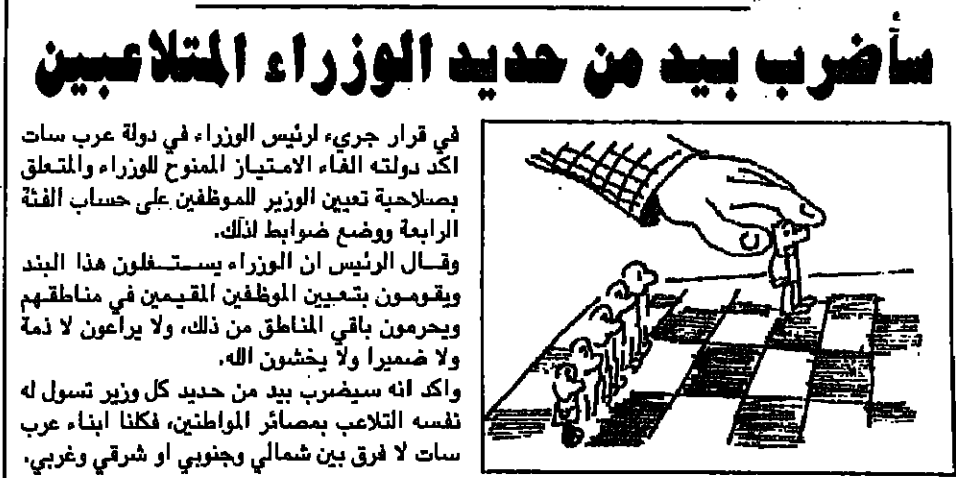 سأضرب بيد من حديد الوزراء المتلاعبين
في قرار جريء لرئيس الوزراء في دولة عرب سات
اكد دولته الغاء الامتياز الممنوح للوزراء والمتعلق
بصلاحية تعيين الوزير للموظفين على حساب الفئة
الرابعة ووضع ضوابط لذلك.
وقال الرئيس ان الوزراء يستغلون هذا البند
ويقومون بتعيين الموظفين المقيمين في مناطقهم
ويحرمون باقي المناطق من ذلك، ولا يراعون لا ذمة
ولا ضميرا ولا يخشون الله.
واكد انه سيضرب بيد من حديد كل وزير تسول له
نفسه التلاعب بمصائر المواطنين، فكلنا ابناء عرب
سات لا فرق بين شمالي وجنوبي او شرقي وغربي.